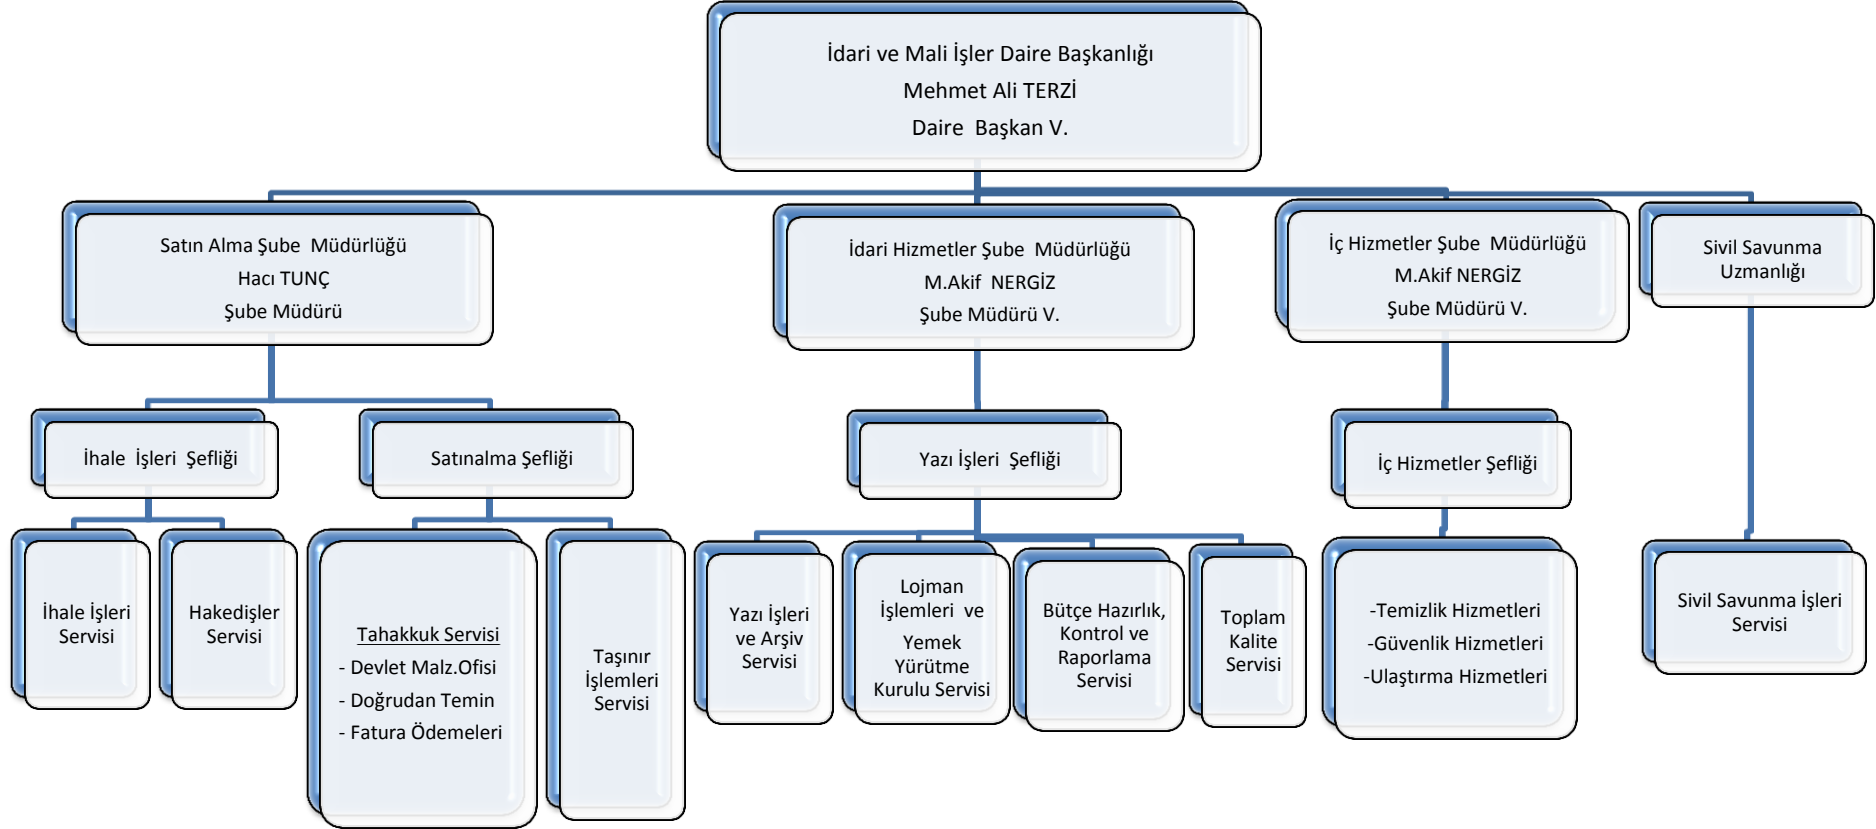 İdari ve Mali İşler Daire Başkanlığı
Mehmet Ali TERZİ
Daire Başkan V.
Satın Alma Şube Müdürlüğü
Hacı TUNÇ
Şube Müdürü
İdari Hizmetler Şube Müdürlüğü
M.Akif NERGİZ
Şube Müdürü V.
İç Hizmetler Şube Müdürlüğü
M.Akif NERGİZ
Şube Müdürü V.
Sivil Savunma
Uzmanlığı
İhale İşleri Şefliği
Satınalma Şefliği
Yazı İşleri Şefliği
İç Hizmetler Şefliği
İhale İşleri
Servisi
Hakedişler
Servisi
Tahakkuk Servisi
- Devlet Malz.Ofisi
- Doğrudan Temin
- Fatura Ödemeleri
Taşınır
İşlemleri
Servisi
Yazı İşleri
ve Arşiv
Servisi
Lojman
İşlemleri ve
Yemek
Yürütme
Kurulu Servisi
Bütçe Hazırlık,
Kontrol ve
Raporlama
Servisi
Toplam
Kalite
Servisi
-Temizlik Hizmetleri
-Güvenlik Hizmetleri
-Ulaştırma Hizmetleri
Sivil Savunma İşleri
Servisi